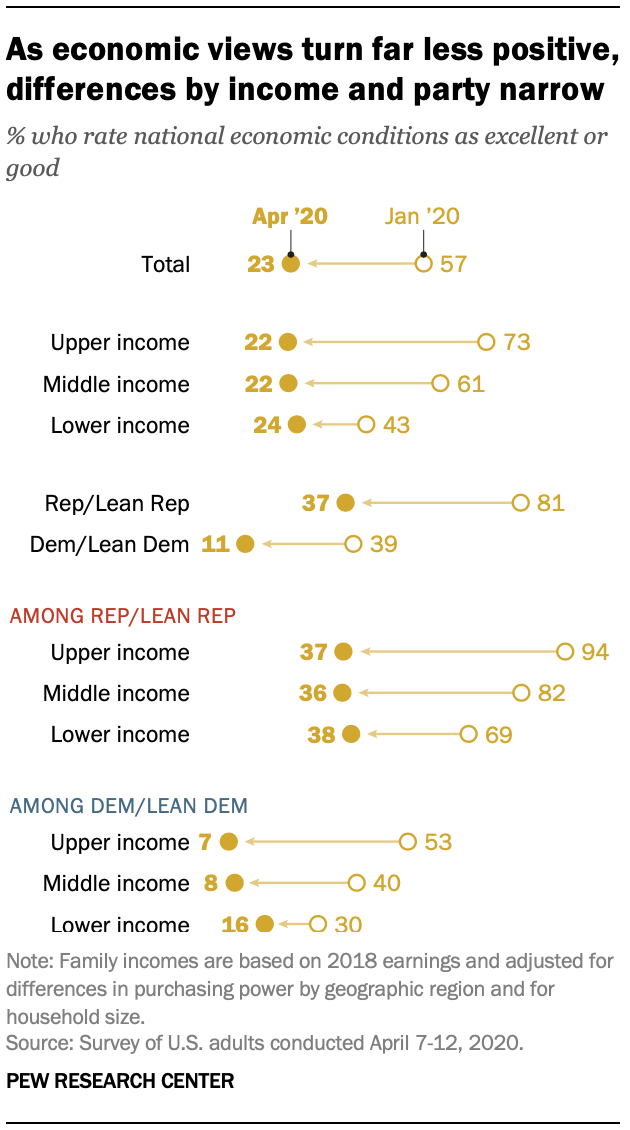 As economic views turn far less positive,
differences by income and party narrow
% who rate national economic conditions as excellent or
good
Apr ’20 Jan ’20
Total 23 57
Upper income 22 73
Middle income 22 61
Lower income 24 43
Rep/Lean Rep 37 81
Dem/Lean Dem 11 39
AMONG REP/LEAN REP
Upper income 37 94
Middle income 36 82
Lower income 38 69
AMONG DEM/LEAN DEM
Upper income 7 53
Middle income 8 40
Lower income 16 30
Note: Family incomes are based on 2018 earnings and adjusted for
differences in purchasing power by geographic region and for
household size.
Source: Survey of U.S. adults conducted April 7-12, 2020.
PEW RESEARCH CENTER